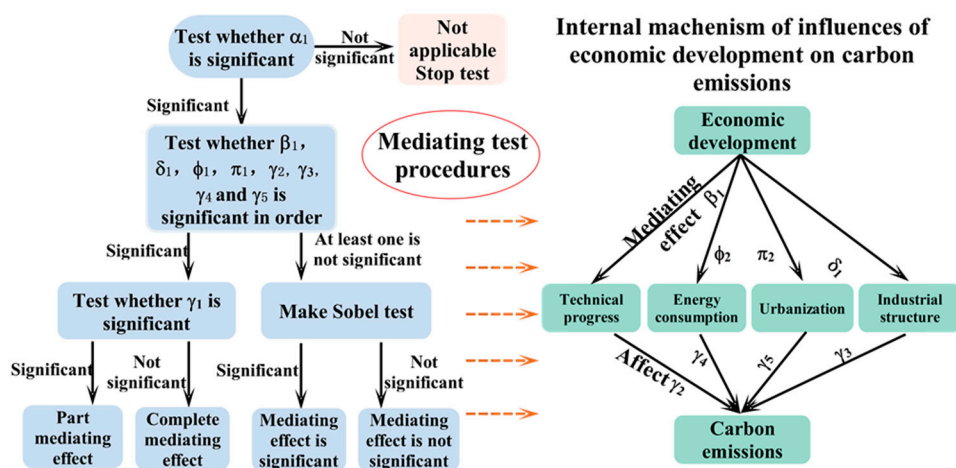 Test whether α1
is significant
Not
significant
Not
applicable
Stop test
Significant
Test whether β1,
δ1, ϕ1, π1, γ2, γ3,
γ4 and γ5 is
significant in order
Mediating test
procedures
Significant
At least one is
not significant
Test whether γ1 is
significant
Make Sobel test
Significant
Not
significant
Significant
Not
significant
Part
mediating
effect
Complete
mediating
effect
Mediating
effect is
significant
Mediating
effect is not
significant
Internal machenism of influences of
economic development on carbon
emissions
Economic
development
Mediating
effect
β1
ϕ2
π2
δ1
Technical
progress
Energy
consumption
Urbanization
Industrial
structure
Affect γ2
γ4
γ5
γ3
Carbon
emissions